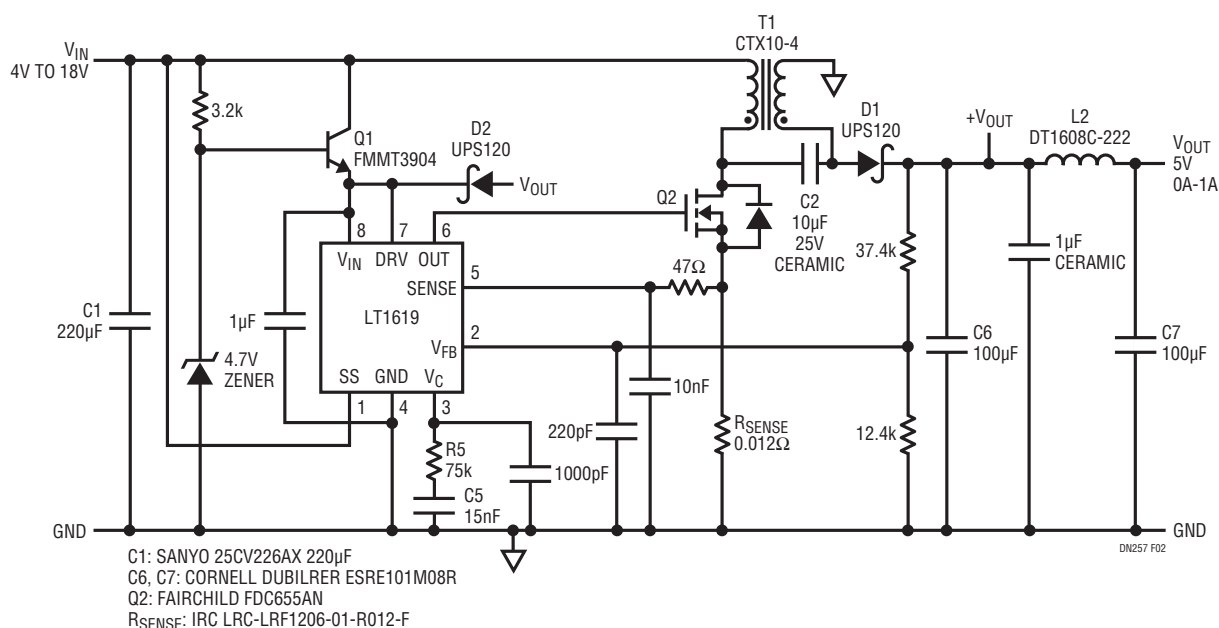 T1
CTX10-4
VIN
4V TO 18V
3.2k
Q1
FMMT3904
D2
UPS120
VOUT
D1
UPS120
+VOUT
L2
DT1608C-222
VOUT
5V
0A-1A
Q2
C2
10µF
25V
CERAMIC
8
7
6
VIN
DRV
OUT
5
SENSE
47Ω
37.4k
1µF
CERAMIC
C1
220µF
1µF
LT1619
2
VFB
4.7V
ZENER
C6
100µF
C7
100µF
SS
GND
VC
1
4
3
10nF
220pF
RSENSE
0.012Ω
12.4k
R5
75k
1000pF
C5
15nF
GND
GND
DN257 F02
C1: SANYO 25CV226AX 220µF
C6, C7: CORNELL DUBILRER ESRE101M08R
Q2: FAIRCHILD FDC655AN
RSENSE: IRC LRC-LRF1206-01-R012-F